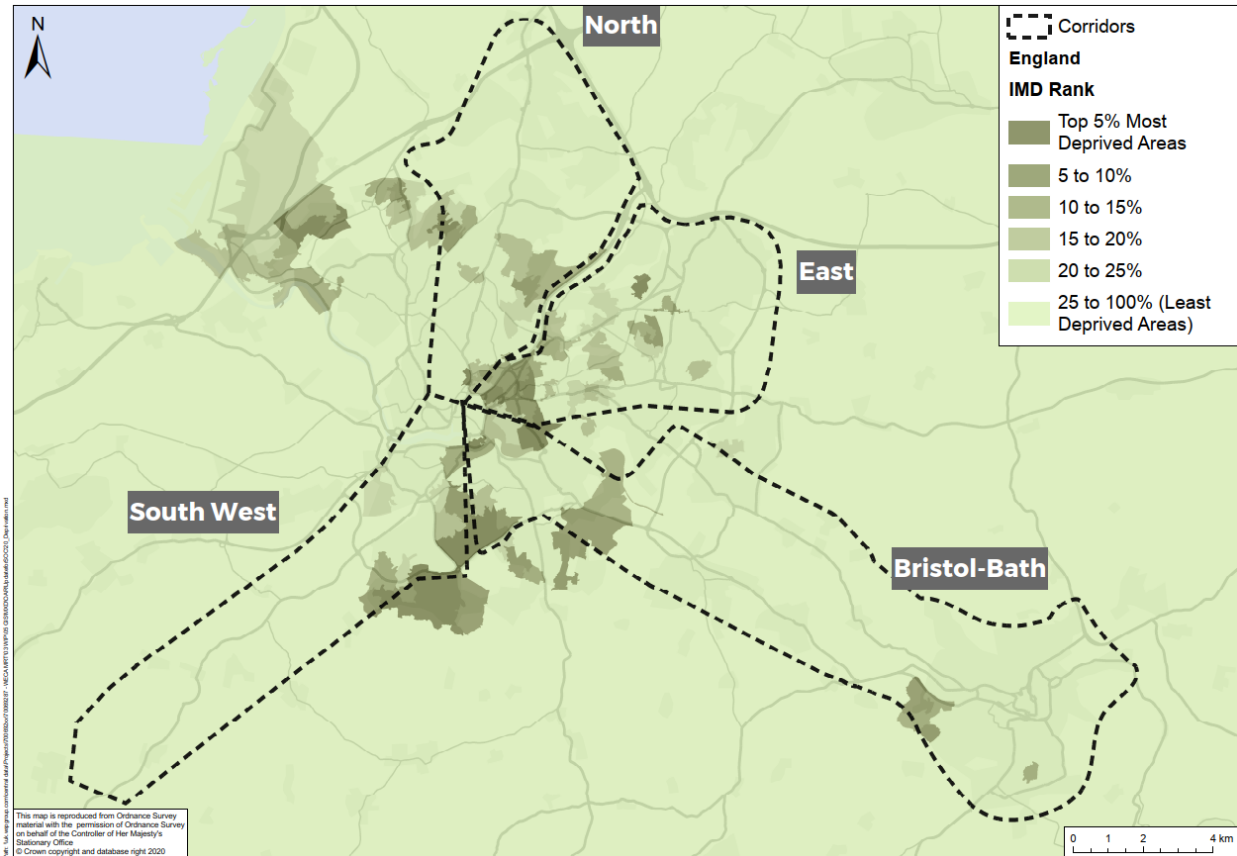 N
North
East
South West
Bristol-Bath
Corridors
England
IMD Rank
Top 5% Most
Deprived Areas
5 to 10%
10 to 15%
15 to 20%
20 to 25%
25 to 100% (Least
Deprived Areas)
This map is reproduced from Ordnance Survey
material with the permission of Ordnance Survey
on behalf of the Controller of Her Majesty's
Stationary Office
© Crown copyright and database right 2020
0 1 2 4 km